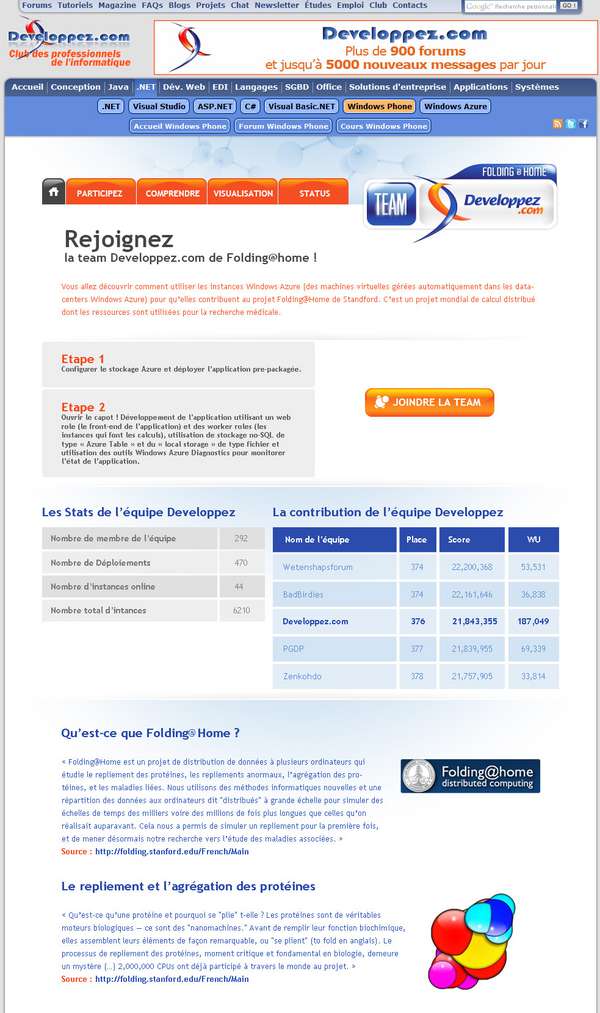 Forums Tutoriels Magazine FAQs Blogs Projets Chat Newsletter Études Emploi Club Contacts
Google™ Recherche personnalis GO !
Developpez.com
Club des professionnels
de l'informatique
Developpez.com
Plus de 900 forums
et jusqu'à 5000 nouveaux messages par jour
Accueil Conception Java .NET Dév. Web EDI Langages SGBD Office Solutions d'entreprise Applications Systèmes
.NET Visual Studio ASP.NET C# Visual Basic.NET Windows Phone Windows Azure
Accueil Windows Phone Forum Windows Phone Cours Windows Phone
FOLDING @ HOME
TEAM Developpez
.com
PARTICIPEZ COMPRENDRE VISUALISATION STATUS
Rejoignez
la team Developpez.com de Folding@home !
Vous allez découvrir comment utiliser les instances Windows Azure (des machines virtuelles gérées automatiquement dans les data-
centers Windows Azure) pour qu'elles contribuent au projet Folding@Home de Standford. C'est un projet mondial de calcul distribué
dont les ressources sont utilisées pour la recherche médicale.
Etape 1
Configurer le stockage Azure et déployer l'application pre-packagée.
Etape 2
Ouvrir le capot ! Développement de l'application utilisant un web
role (le front-end de l'application) et des worker roles (les
instances qui font les calculs), utilisation de stockage no-SQL de
type « Azure Table » et du « local storage » de type fichier et
utilisation des outils Windows Azure Diagnostics pour monitorer
l'état de l'application.
JOINDRE LA TEAM
Les Stats de l'équipe Developpez
Nombre de membre de l'équipe 292
Nombre de Déploiements 470
Nombre d'instances online 44
Nombre total d'intances 6210
La contribution de l'équipe Developpez
Nom de l'équipe Place Score WU
Wetenshapsforum 374 22,200,368 53,531
BadBirdies 374 22,161,646 36,838
Developpez.com 376 21,843,355 187,049
PGDP 377 21,839,955 69,339
Zenkohdo 378 21,757,905 33,814
Qu'est-ce que Folding@Home ?
« Folding@Home est un projet de distribution de données à plusieurs ordinateurs qui
étudie le repliement des protéines, les repliements anormaux, l'agrégation des pro-
téines, et les maladies liées. Nous utilisons des méthodes informatiques nouvelles et une
répartition des données aux ordinateurs dit "distribués" à grande échelle pour simuler des
échelles de temps des milliers voire des millions de fois plus longues que celles qu'on
réalisait auparavant. Cela nous a permis de simuler un repliement pour la première fois,
et de mener désormais notre recherche vers l'étude des maladies associées. »
Source : http://folding.stanford.edu/French/Main
Folding@home
distributed computing
Le repliement et l'agrégation des protéines
« Qu'est-ce qu'une protéine et pourquoi se "plie" t-elle ? Les protéines sont de véritables
moteurs biologiques — ce sont des "nanomachines." Avant de remplir leur fonction biochimique,
elle assemblent leurs éléments de façon remarquable, ou "se plient" (to fold en anglais). Le
processus de repliement des protéines, moment critique et fondamental en biologie, demeure
un mystère (...) 2,000,000 CPUs ont déjà participé à travers le monde au projet. »
Source : http://folding.stanford.edu/French/Main